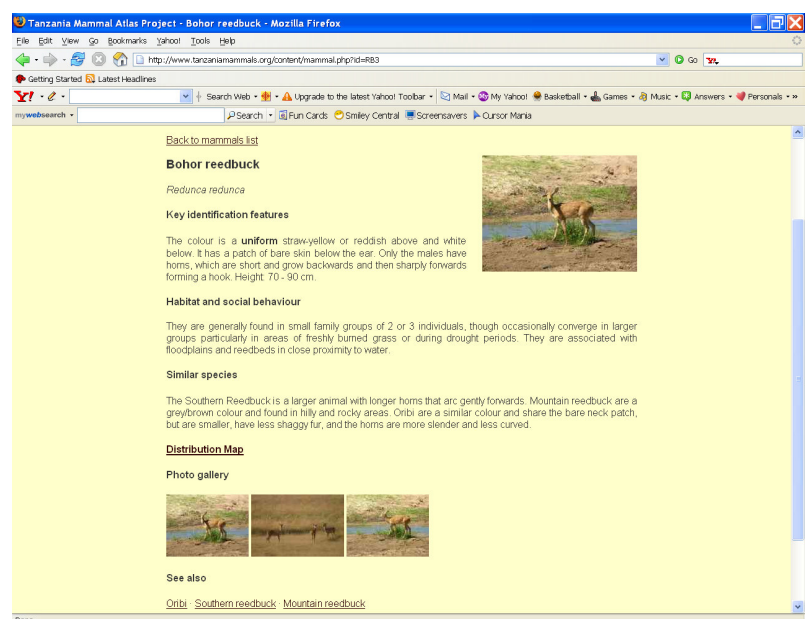 Tanzania Mammal Atlas Project - Bohor reedbuck - Mozilla Firefox
File Edit View Go Bookmarks Yahoo! Tools Help
http://www.tanzaniamammals.org/content/mammal.php?id=RB3 Go
Getting Started Latest Headlines
Y! Search Web Upgrade to the latest Yahoo! Toolbar Mail My Yahoo! Basketball Games Music Answers Personals »
mywebsearch Search Fun Cards Smiley Central Screensavers Cursor Mania
Back to mammals list
Bohor reedbuck
Redunca redunca
Key identification features
The colour is a uniform straw-yellow or reddish above and white
below. It has a patch of bare skin below the ear. Only the males have
horns, which are short and grow backwards and then sharply forwards
forming a hook. Height: 70 - 90 cm.
Habitat and social behaviour
They are generally found in small family groups of 2 or 3 individuals, though occasionally converge in larger
groups particularly in areas of freshly burned grass or during drought periods. They are associated with
floodplains and reedbeds in close proximity to water.
Similar species
The Southern Reedbuck is a larger animal with longer horns that arc gently forwards. Mountain reedbuck are a
grey/brown colour and found in hilly and rocky areas. Oribi are a similar colour and share the bare neck patch,
but are smaller, have less shaggy fur, and the horns are more slender and less curved.
Distribution Map
Photo gallery
See also
Oribi · Southern reedbuck · Mountain reedbuck